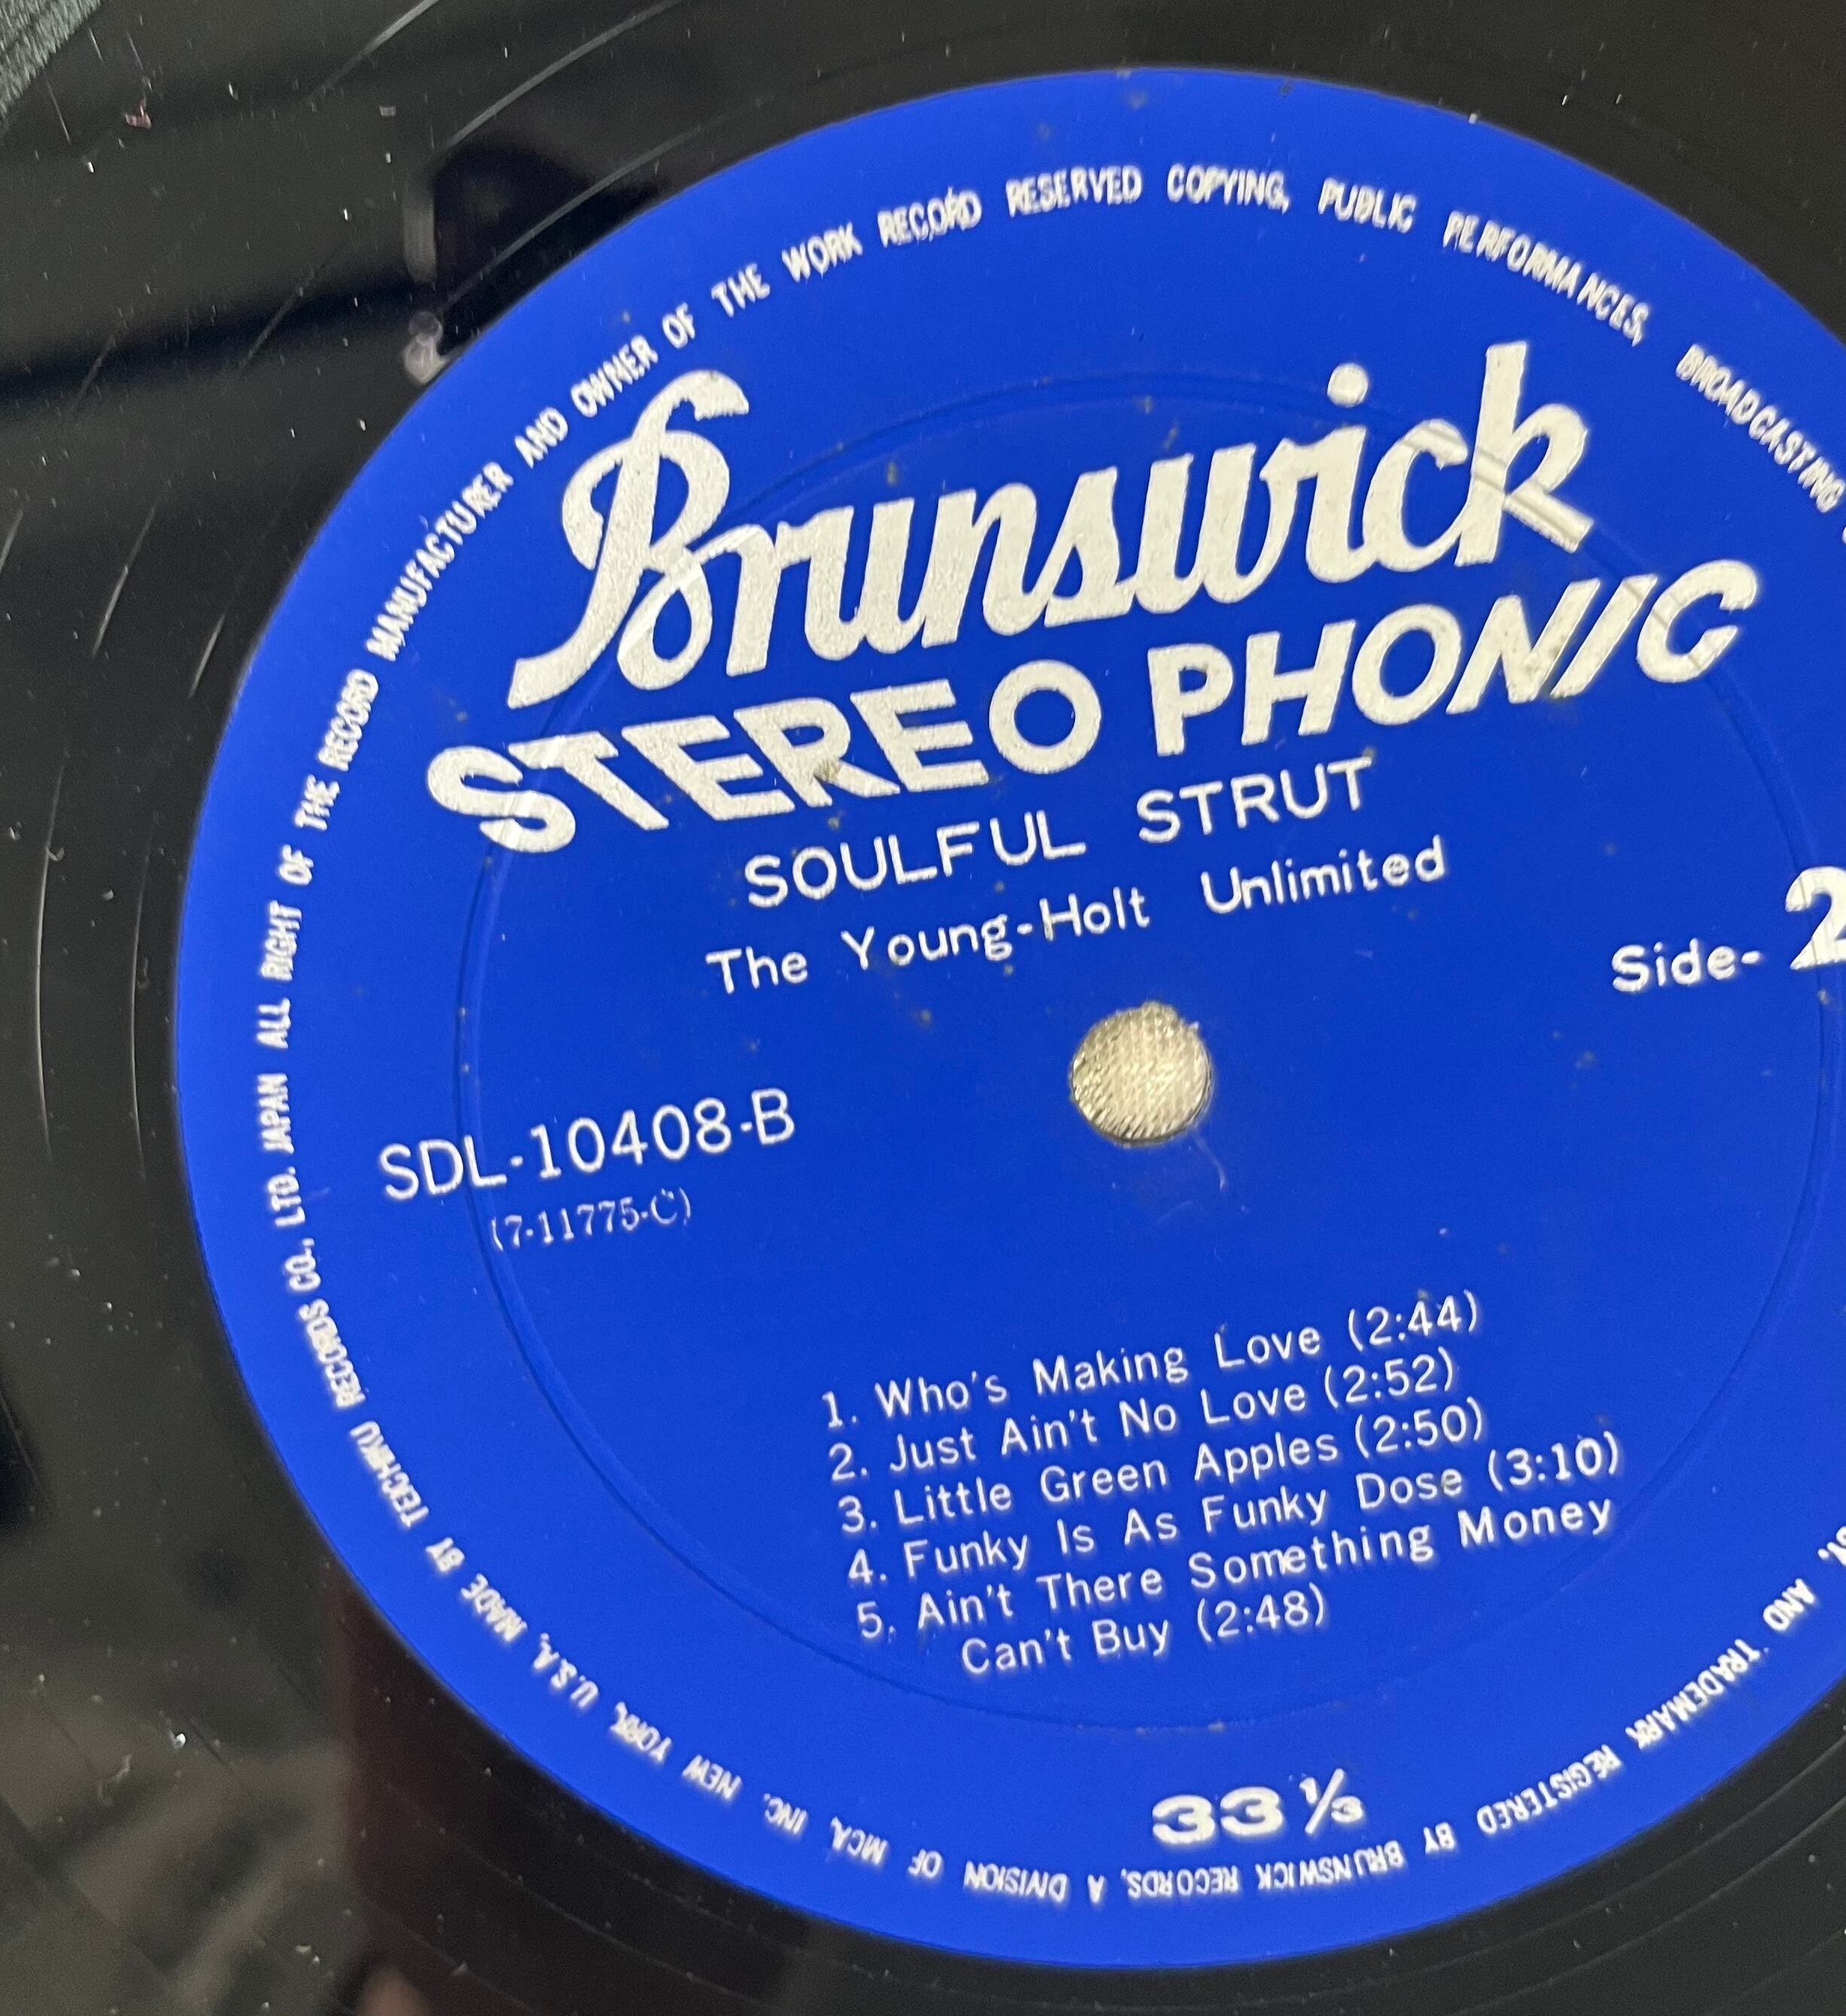 Brunswick
STEREO PHONIC
SOULFUL STRUT
The Young-Holt Unlimited
Side-2
SDL-10408-B
(7-11775-C)
1. Who's Making Love (2:44)
2. Just Ain't No Love (2:52)
3. Little Green Apples (2:50)
4. Funky Is As Funky Dose (3:10)
5. Ain't There Something Money
Can't Buy (2:48)
33 ⅓
AND TRADEMARK REGISTERED BY BRUNSWICK RECORDS, A DIVISION OF MCA, INC. NEW YORK, U.S.A. MADE BY TEICHIKU RECORDS CO., LTD. JAPAN ALL RIGHT OF THE RECORD MANUFACTURER AND OWNER OF THE WORK RECORD RESERVED COPYING, PUBLIC PERFORMANCES, BROADCASTING